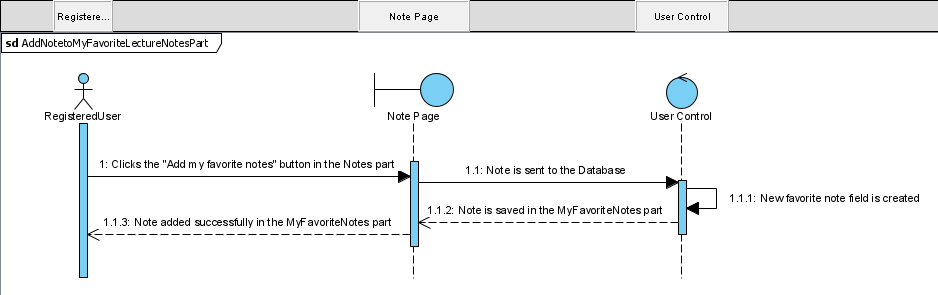 Registere... Note Page User Control
sd AddNotetoMyFavoriteLectureNotesPart
RegisteredUser Note Page User Control
1: Clicks the "Add my favorite notes" button in the Notes part
1.1: Note is sent to the Database
1.1.1: New favorite note field is created
1.1.2: Note is saved in the MyFavoriteNotes part
1.1.3: Note added successfully in the MyFavoriteNotes part